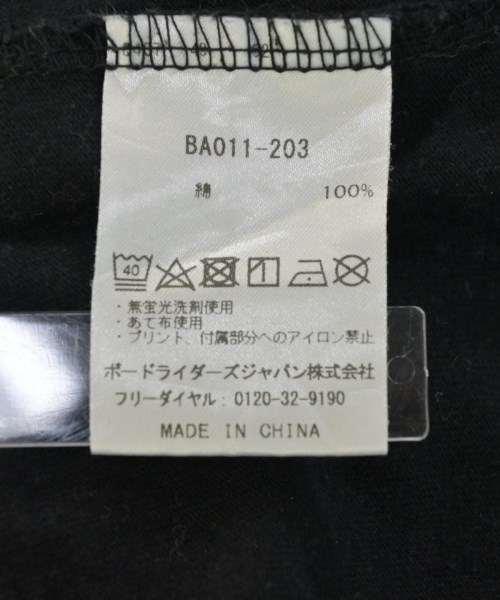 BA011-203
綿 100%
40
・無蛍光洗剤使用
・あて布使用
・プリント、付属部分へのアイロン禁止
ボードライダーズジャパン株式会社
フリーダイヤル：0120-32-9190
MADE IN CHINA